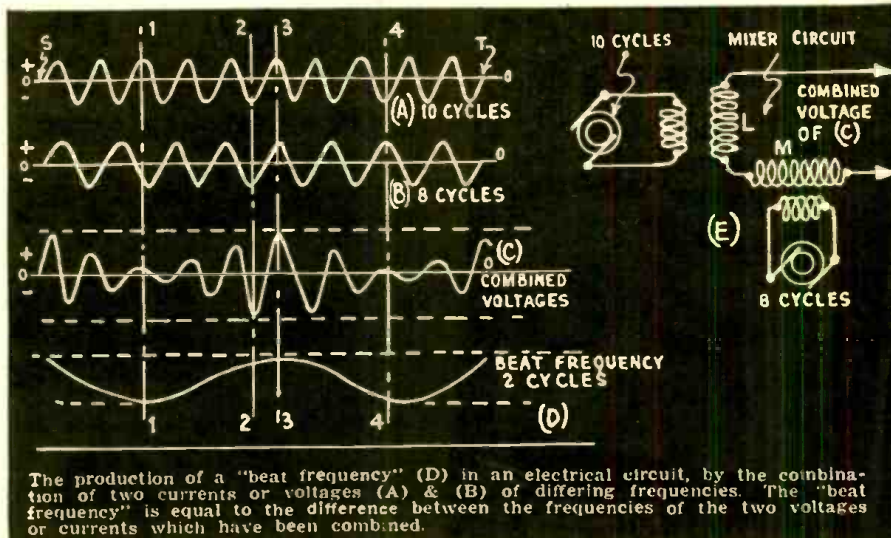 S 1 2 3 4 T
+ 0 - 0
(A) 10 CYCLES
+ 0 - 0
(B) 8 CYCLES
+ 0 - 0
(C)
COMBINED
VOLTAGES
BEAT FREQUENCY
2 CYCLES
(D)
1 2 3 4
10 CYCLES
MIXER CIRCUIT
COMBINED
VOLTAGE
OF (C)
L
M
(E)
8 CYCLES
The production of a "beat frequency" (D) in an electrical circuit, by the combina-
tion of two currents or voltages (A) & (B) of differing frequencies. The "beat
frequency" is equal to the difference between the frequencies of the two voltages
or currents which have been combined.